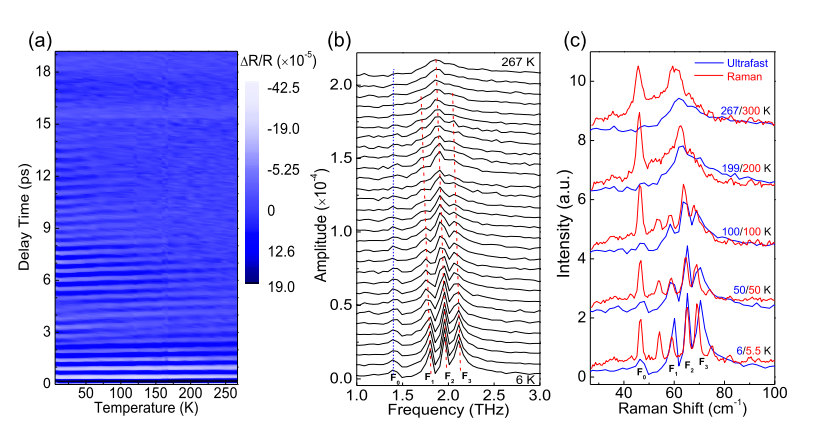 (a)
ΔR/R (×10⁻⁵)
18
15
12
9
6
3
0
Delay Time (ps)
50 100 150 200 250
Temperature (K)
-42.5
-19.0
-5.25
0
12.6
19.0
(b)
267 K
2.0
1.5
1.0
0.5
0.0
Amplitude (×10⁻⁴)
F₀ F₁ F₂ F₃ 6 K
1.0 1.5 2.0 2.5 3.0
Frequency (THz)
(c)
Ultrafast
Raman
10
8
6
4
2
0
Intensity (a.u.)
267/300 K
199/200 K
100/100 K
50/50 K
6/5.5 K
F₀ F₁ F₂ F₃
40 60 80 100
Raman Shift (cm⁻¹)